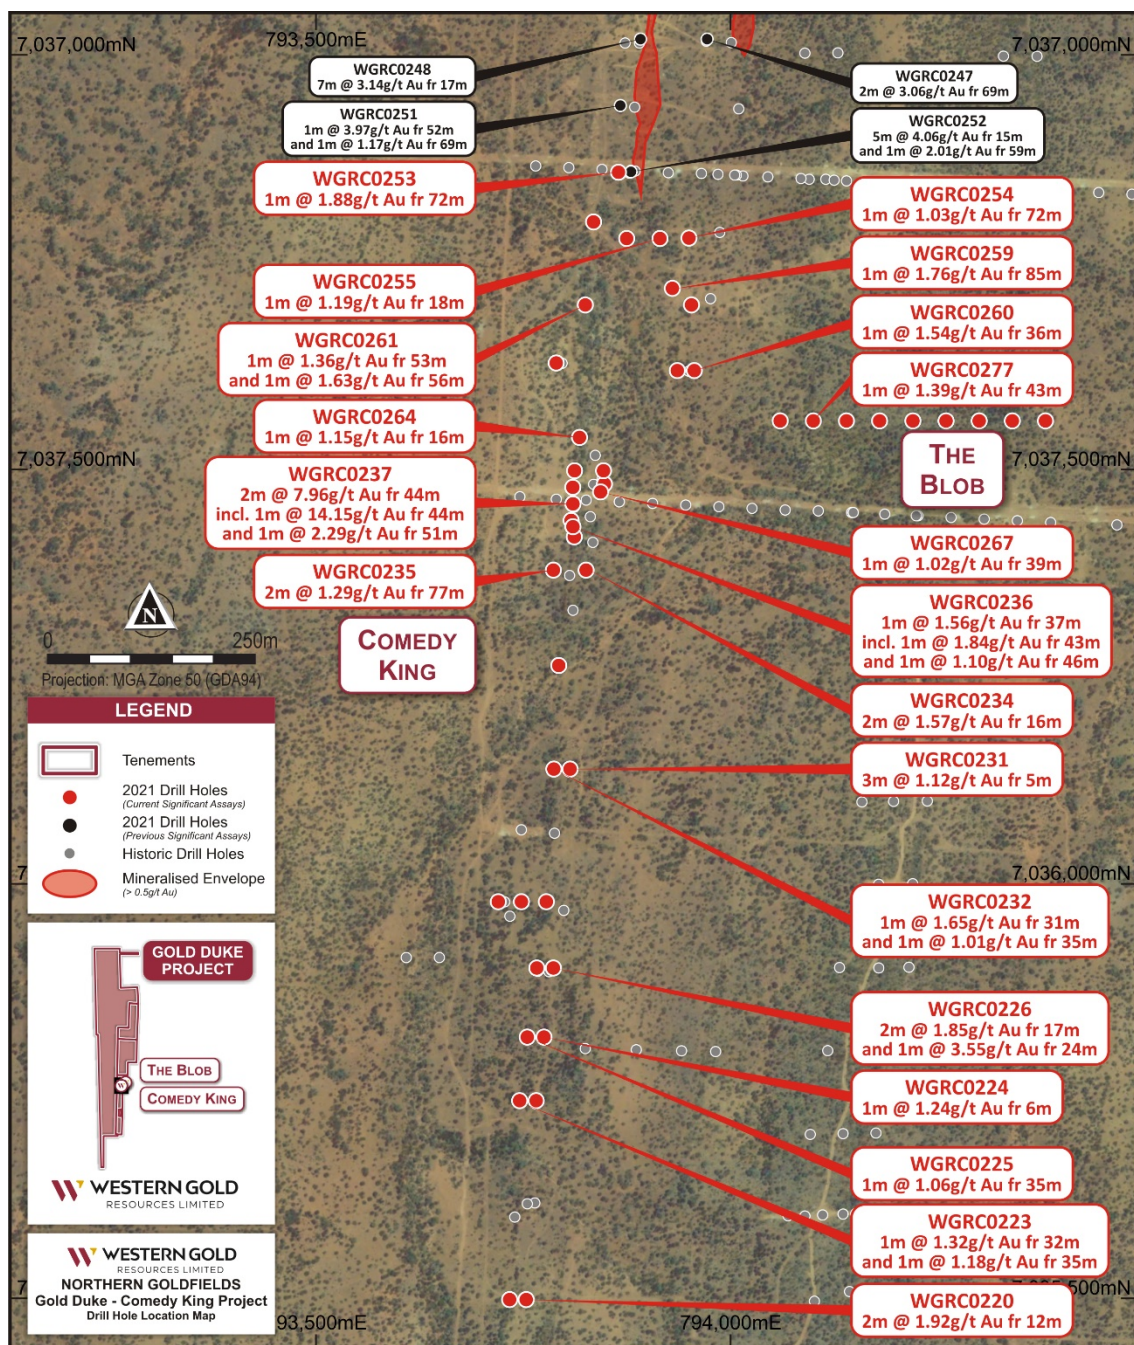 7,037,000mN
793,500mE
7,037,000mN
WGRC0248
7m @ 3.14g/t Au fr 17m
WGRC0247
2m @ 3.06g/t Au fr 69m
WGRC0251
1m @ 3.97g/t Au fr 52m
and 1m @ 1.17g/t Au fr 69m
WGRC0252
5m @ 4.06g/t Au fr 15m
and 1m @ 2.01g/t Au fr 59m
WGRC0253
1m @ 1.88g/t Au fr 72m
WGRC0254
1m @ 1.03g/t Au fr 72m
WGRC0259
1m @ 1.76g/t Au fr 85m
WGRC0255
1m @ 1.19g/t Au fr 18m
WGRC0260
1m @ 1.54g/t Au fr 36m
WGRC0261
1m @ 1.36g/t Au fr 53m
and 1m @ 1.63g/t Au fr 56m
WGRC0277
1m @ 1.39g/t Au fr 43m
WGRC0264
1m @ 1.15g/t Au fr 16m
THE
BLOB
7,037,500mN
7,037,500mN
WGRC0237
2m @ 7.96g/t Au fr 44m
incl. 1m @ 14.15g/t Au fr 44m
and 1m @ 2.29g/t Au fr 51m
WGRC0267
1m @ 1.02g/t Au fr 39m
WGRC0235
2m @ 1.29g/t Au fr 77m
WGRC0236
1m @ 1.56g/t Au fr 37m
incl. 1m @ 1.84g/t Au fr 43m
and 1m @ 1.10g/t Au fr 46m
COMEDY
KING
N
0 250m
Projection: MGA Zone 50 (GDA94)
WGRC0234
2m @ 1.57g/t Au fr 16m
WGRC0231
3m @ 1.12g/t Au fr 5m
LEGEND
Tenements
2021 Drill Holes
(Current Significant Assays)
2021 Drill Holes
(Previous Significant Assays)
Historic Drill Holes
Mineralised Envelope
(> 0.5g/t Au)
7,036,000mN
WGRC0232
1m @ 1.65g/t Au fr 31m
and 1m @ 1.01g/t Au fr 35m
GOLD DUKE
PROJECT
THE BLOB
COMEDY KING
WGRC0226
2m @ 1.85g/t Au fr 17m
and 1m @ 3.55g/t Au fr 24m
WGRC0224
1m @ 1.24g/t Au fr 6m
WGRC0225
1m @ 1.06g/t Au fr 35m
WESTERN GOLD
RESOURCES LIMITED
WGRC0223
1m @ 1.32g/t Au fr 32m
and 1m @ 1.18g/t Au fr 35m
WESTERN GOLD
RESOURCES LIMITED
NORTHERN GOLDFIELDS
Gold Duke - Comedy King Project
Drill Hole Location Map
WGRC0220
2m @ 1.92g/t Au fr 12m
93,500mE
794,000mE